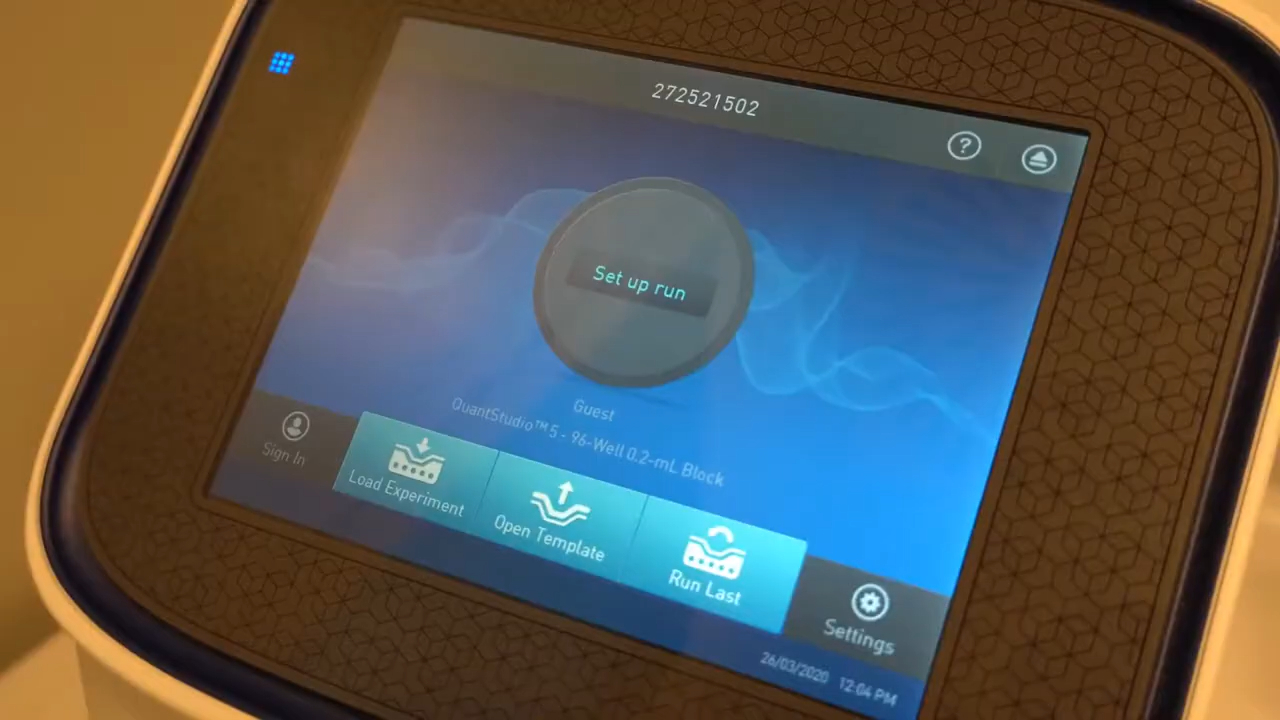 272521502
?
Set up run
Guest
QuantStudio™5 - 96-Well 0.2-mL Block
Sign In
Load Experiment
Open Template
Run Last
Settings
26/03/2020 12:04 PM